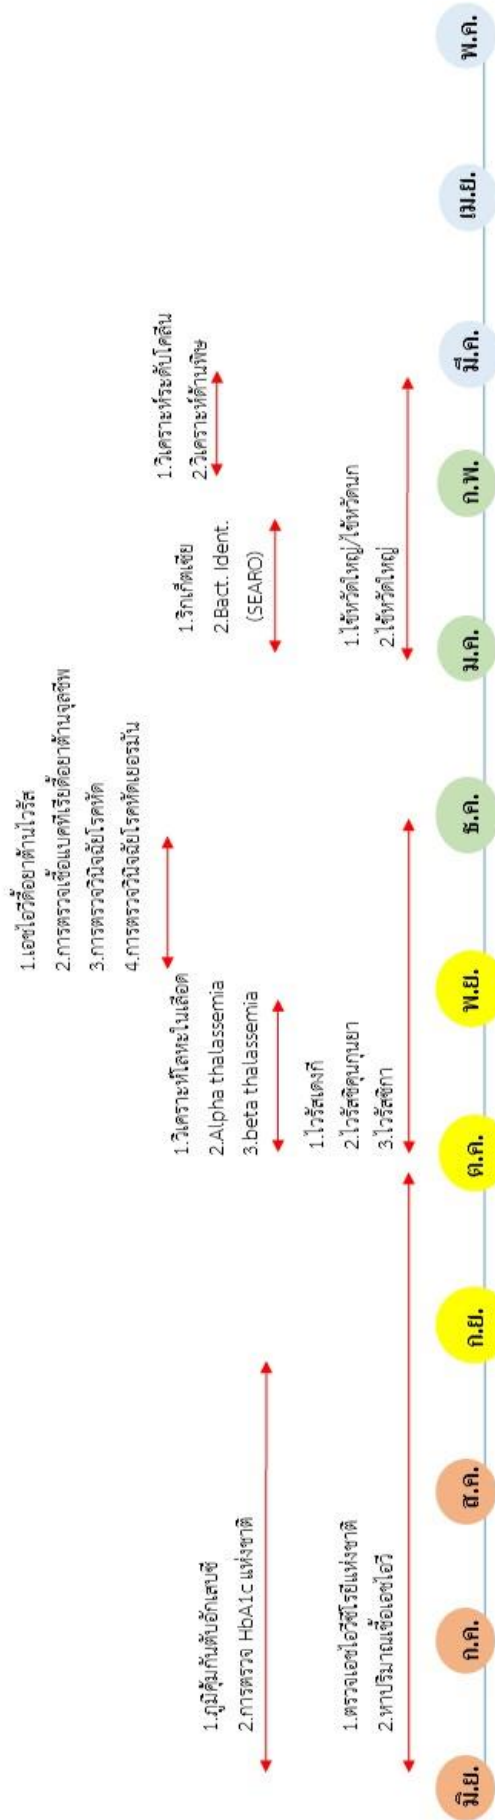 1.ภูมิคุ้มกันตับอักเสบซี
2.การตรวจ HbA1c แห่งชาติ
1.ตรวจเอชไอวีซีโรยีแห่งชาติ
2.หาปริมาณเชื้อเอชไอวี
1.วิเคราะห์โลหะในเลือด
2.Alpha thalassemia
3.beta thalassemia
1.ไวรัสเดงกี
2.ไวรัสชิคุนกุนยา
3.ไวรัสซิกา
1.เอชไอวีดื้อยาต้านไวรัส
2.การตรวจเชื้อแบคทีเรียดื้อยาต้านจุลชีพ
3.การตรวจวินิจฉัยโรคหัด
4.การตรวจวินิจฉัยโรคหัดเยอรมัน
1.ริกเก็ตเซีย
2.Bact. Ident.
(SEARO)
1.ไข้หวัดใหญ่/ไข้หวัดนก
2.ไข้หวัดใหญ่
1.วิเคราะห์ระดับโคลีน
2.วิเคราะห์ด้านพิษ
มิ.ย. ก.ค. ส.ค. ก.ย. ต.ค. พ.ย. ธ.ค. ม.ค. ก.พ. มี.ค. เม.ย. พ.ค.